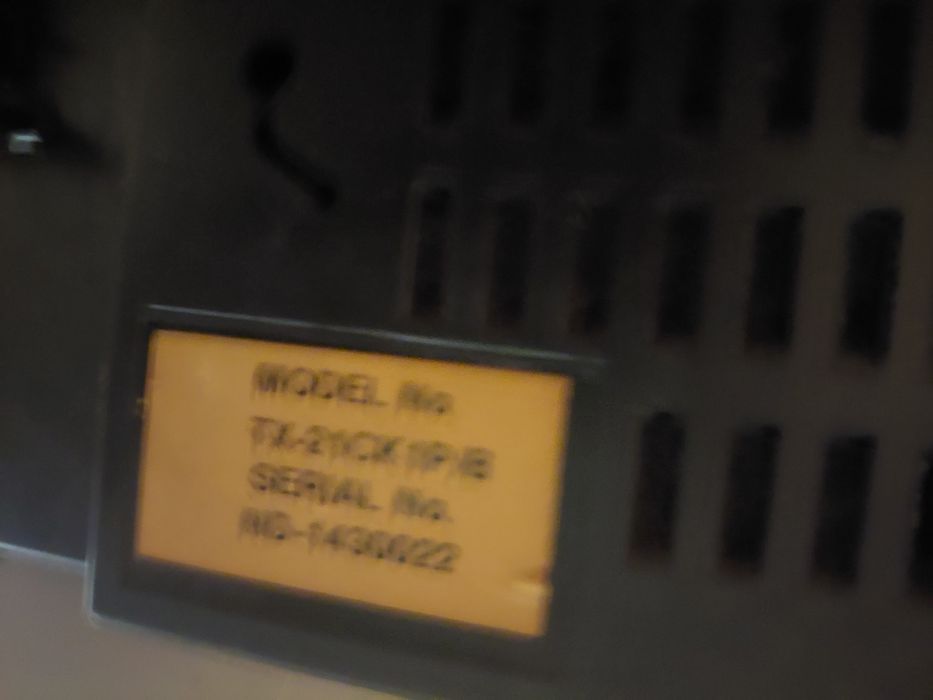 MODEL No.
TX-21CK1P/B
SERIAL No.